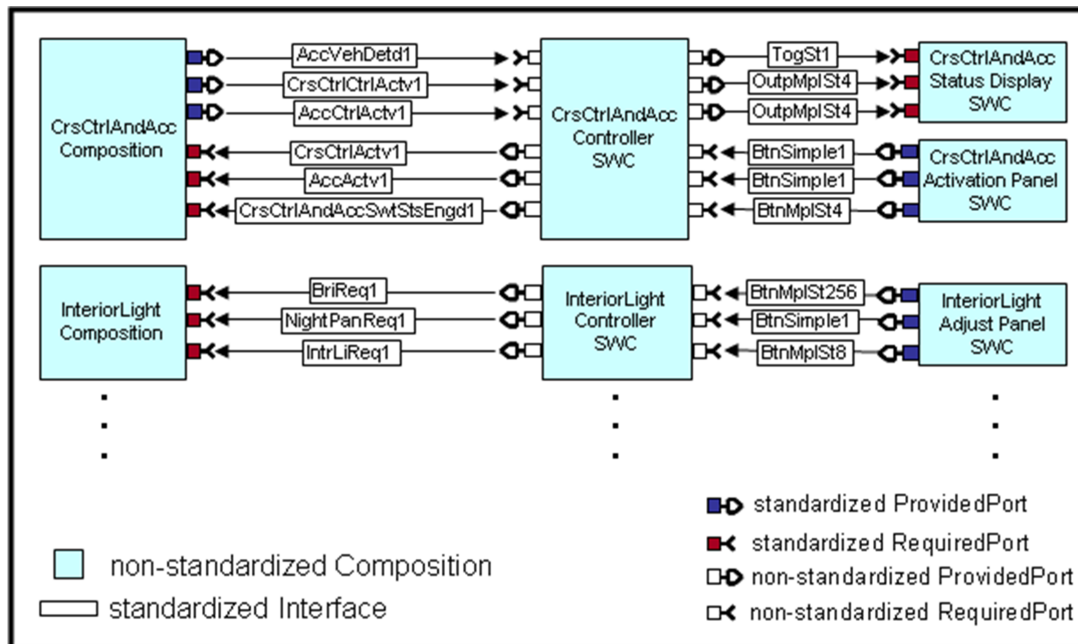 CrsCtrlAndAcc
Composition
AccVehDetd1
CrsCtrlCtrlActv1
AccCtrlActv1
CrsCtrlActv1
AccActv1
CrsCtrlAndAccSwtStsEngd1
CrsCtrlAndAcc
Controller
SWC
TogSt1
OutpMplSt4
OutpMplSt4
BtnSimple1
BtnSimple1
BtnMplSt4
CrsCtrlAndAcc
Status Display
SWC
CrsCtrlAndAcc
Activation Panel
SWC
InteriorLight
Composition
BriReq1
NightPanReq1
IntrLiReq1
InteriorLight
Controller
SWC
BtnMplSt256
BtnSimple1
BtnMplSt8
InteriorLight
Adjust Panel
SWC
non-standardized Composition
standardized Interface
standardized ProvidedPort
standardized RequiredPort
non-standardized ProvidedPort
non-standardized RequiredPort